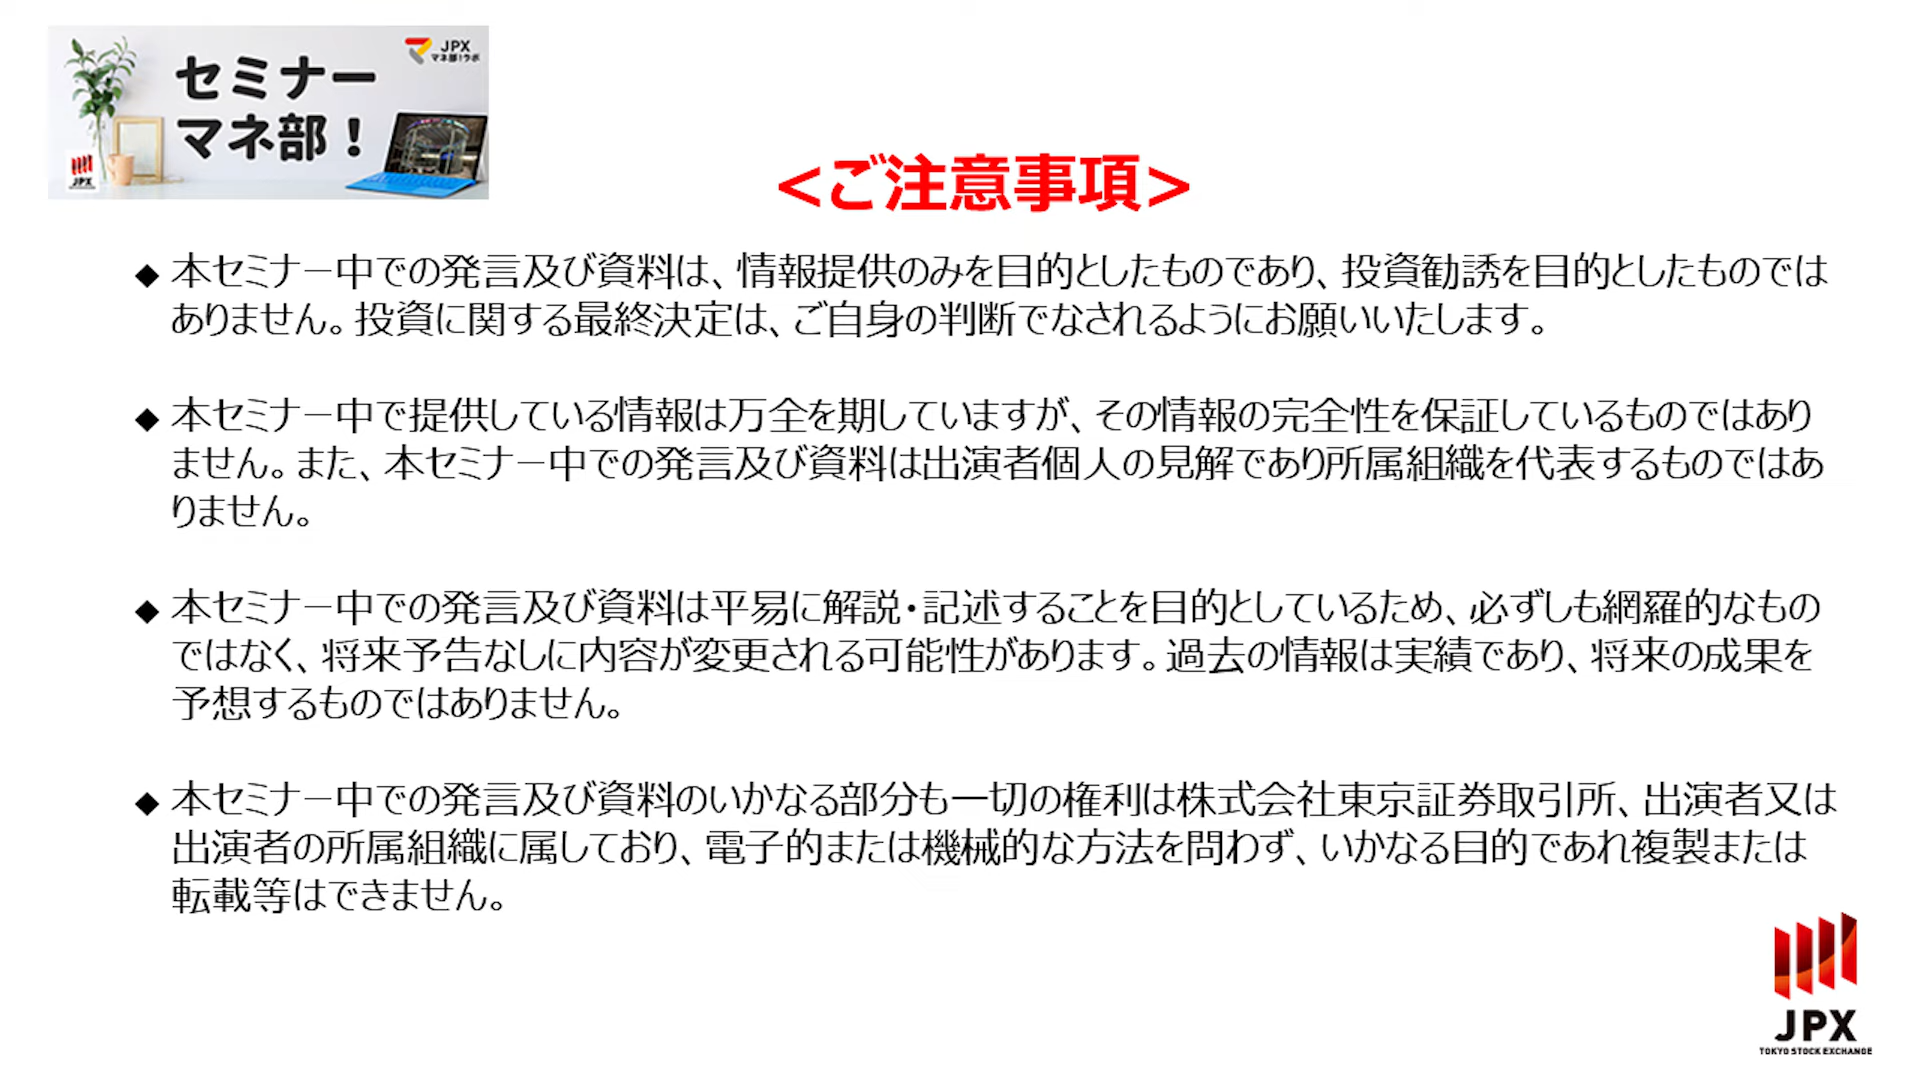 セミナー
マネ部！
JPX
マネ部!ラボ
JPX
<ご注意事項>
◆ 本セミナー中での発言及び資料は、情報提供のみを目的としたものであり、投資勧誘を目的としたものでは
ありません。投資に関する最終決定は、ご自身の判断でなされるようにお願いいたします。
◆ 本セミナー中で提供している情報は万全を期していますが、その情報の完全性を保証しているものではあり
ません。また、本セミナー中での発言及び資料は出演者個人の見解であり所属組織を代表するものではあ
りません。
◆ 本セミナー中での発言及び資料は平易に解説・記述することを目的としているため、必ずしも網羅的なもの
ではなく、将来予告なしに内容が変更される可能性があります。過去の情報は実績であり、将来の成果を
予想するものではありません。
◆ 本セミナー中での発言及び資料のいかなる部分も一切の権利は株式会社東京証券取引所、出演者又は
出演者の所属組織に属しており、電子的または機械的な方法を問わず、いかなる目的であれ複製または
転載等はできません。
JPX
TOKYO STOCK EXCHANGE